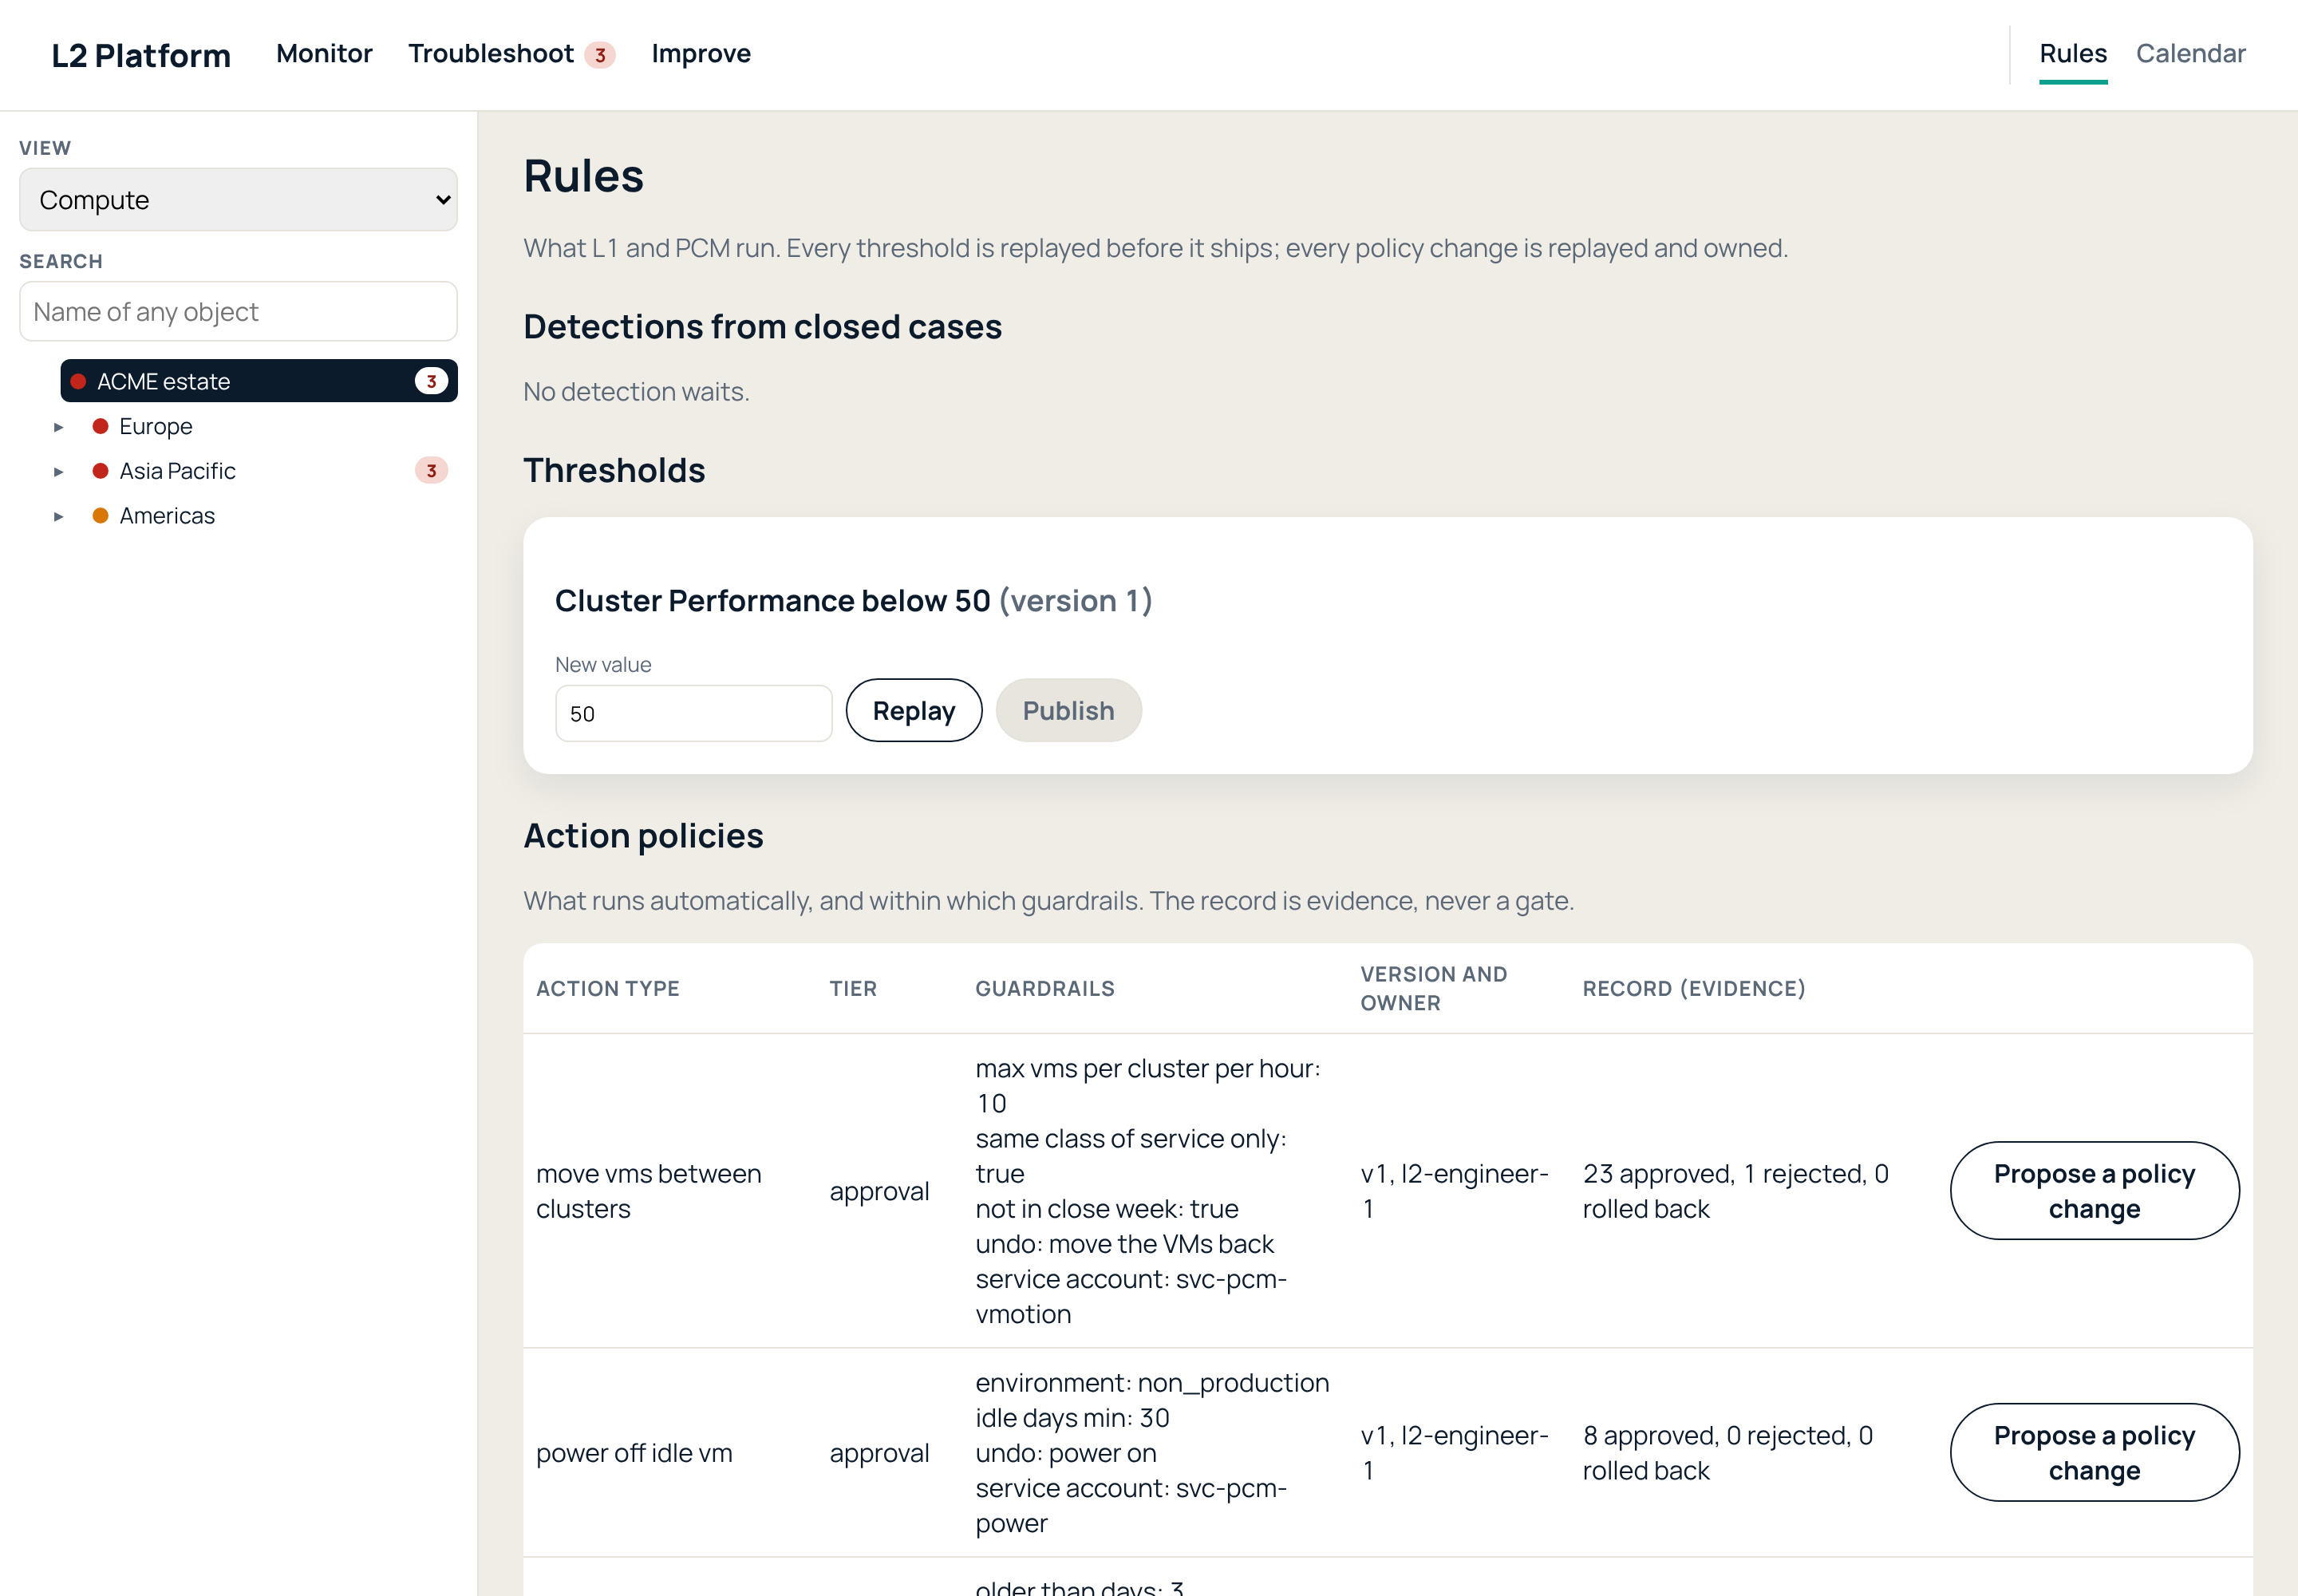 L2 Platform
Monitor
Troubleshoot 3
Improve
Rules
Calendar
VIEW
Compute
SEARCH
Name of any object
ACME estate 3
Europe
Asia Pacific 3
Americas
Rules
What L1 and PCM run. Every threshold is replayed before it ships; every policy change is replayed and owned.
Detections from closed cases
No detection waits.
Thresholds
Cluster Performance below 50 (version 1)
New value
50
Replay
Publish
Action policies
What runs automatically, and within which guardrails. The record is evidence, never a gate.
ACTION TYPE
TIER
GUARDRAILS
VERSION AND
OWNER
RECORD (EVIDENCE)
move vms between
clusters
approval
max vms per cluster per hour:
10
same class of service only:
true
not in close week: true
undo: move the VMs back
service account: svc-pcm-
vmotion
v1, l2-engineer-
1
23 approved, 1 rejected, 0
rolled back
Propose a policy
change
power off idle vm
approval
environment: non_production
idle days min: 30
undo: power on
service account: svc-pcm-
power
v1, l2-engineer-
1
8 approved, 0 rejected, 0
rolled back
Propose a policy
change
older than days: 3